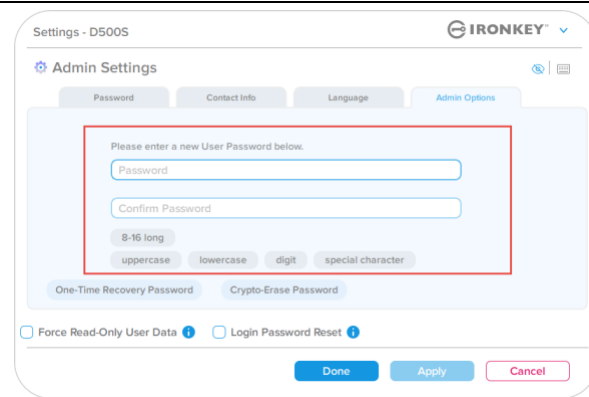 Settings - D500S
IRONKEY™
Admin Settings
Password Contact Info Language Admin Options
Please enter a new User Password below.
Password
Confirm Password
8-16 long
uppercase lowercase digit special character
One-Time Recovery Password Crypto-Erase Password
Force Read-Only User Data i Login Password Reset i
Done Apply Cancel